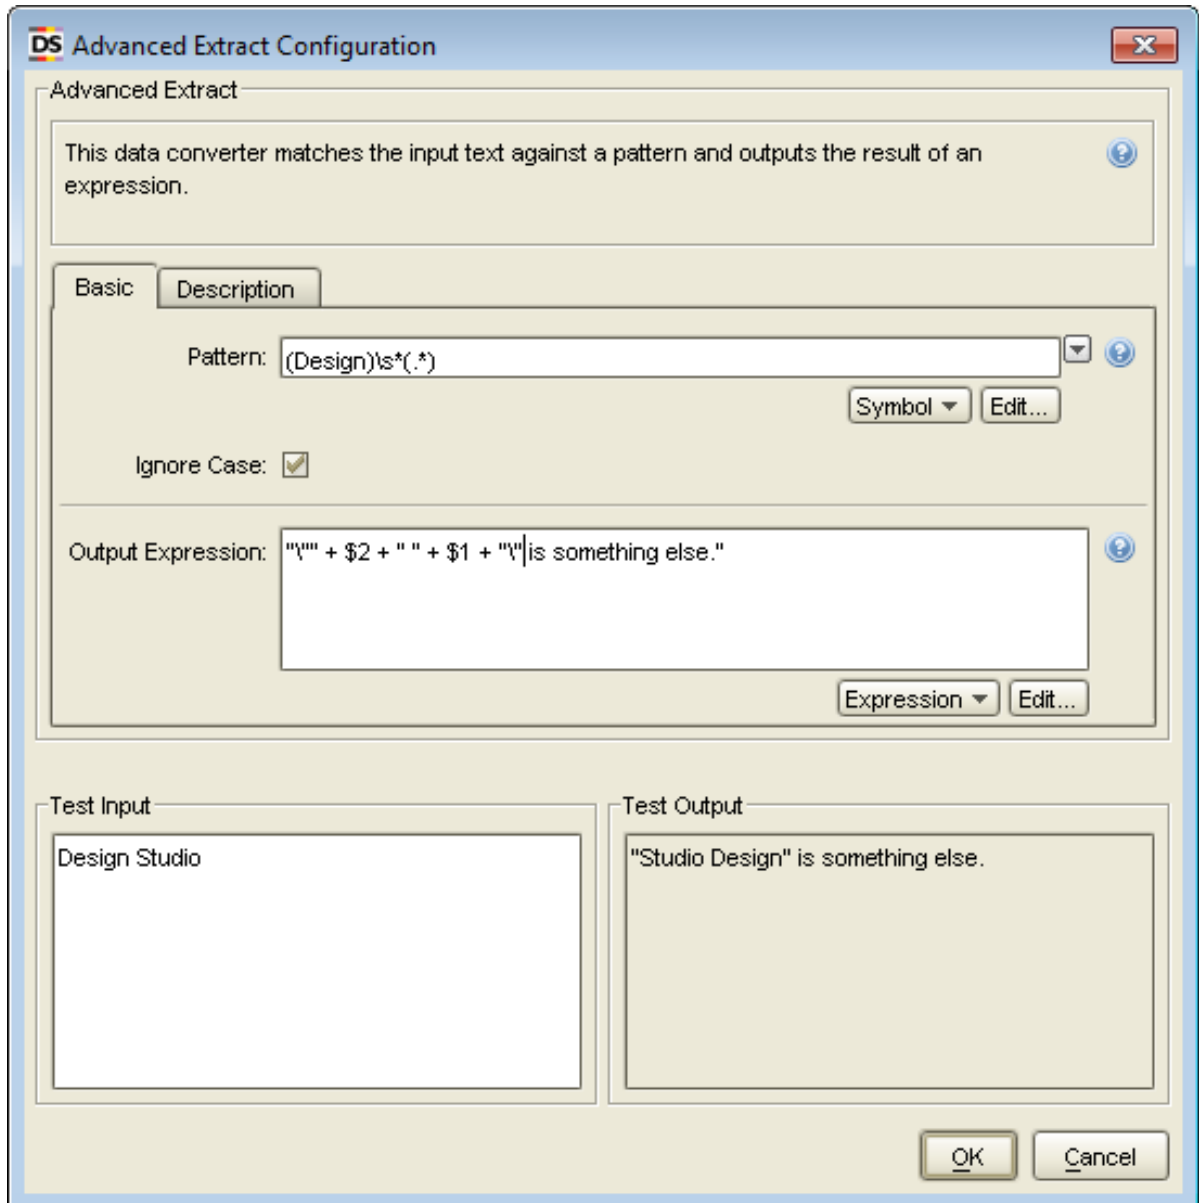 DS Advanced Extract Configuration
Advanced Extract
This data converter matches the input text against a pattern and outputs the result of an
expression.
Basic Description
Pattern: (Design)\s*(.*)
Symbol Edit...
Ignore Case:
Output Expression: "\"" + $2 + " " + $1 + "\" is something else."
Expression Edit...
Test Input Test Output
Design Studio "Studio Design" is something else.
OK Cancel